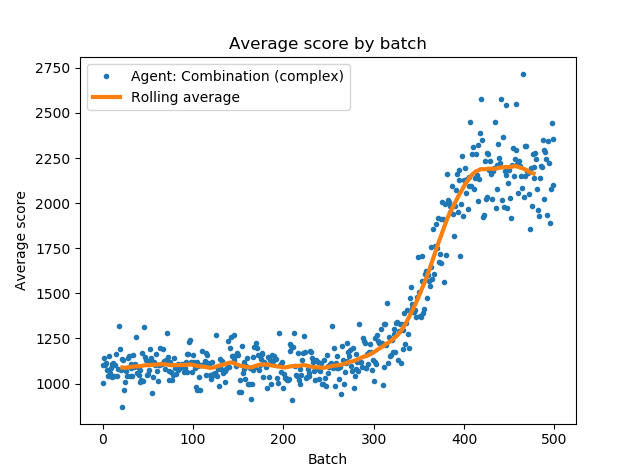 Average score by batch
Agent: Combination (complex)
Rolling average
2750
2500
2250
2000
1750
1500
1250
1000
Average score
0 100 200 300 400 500
Batch